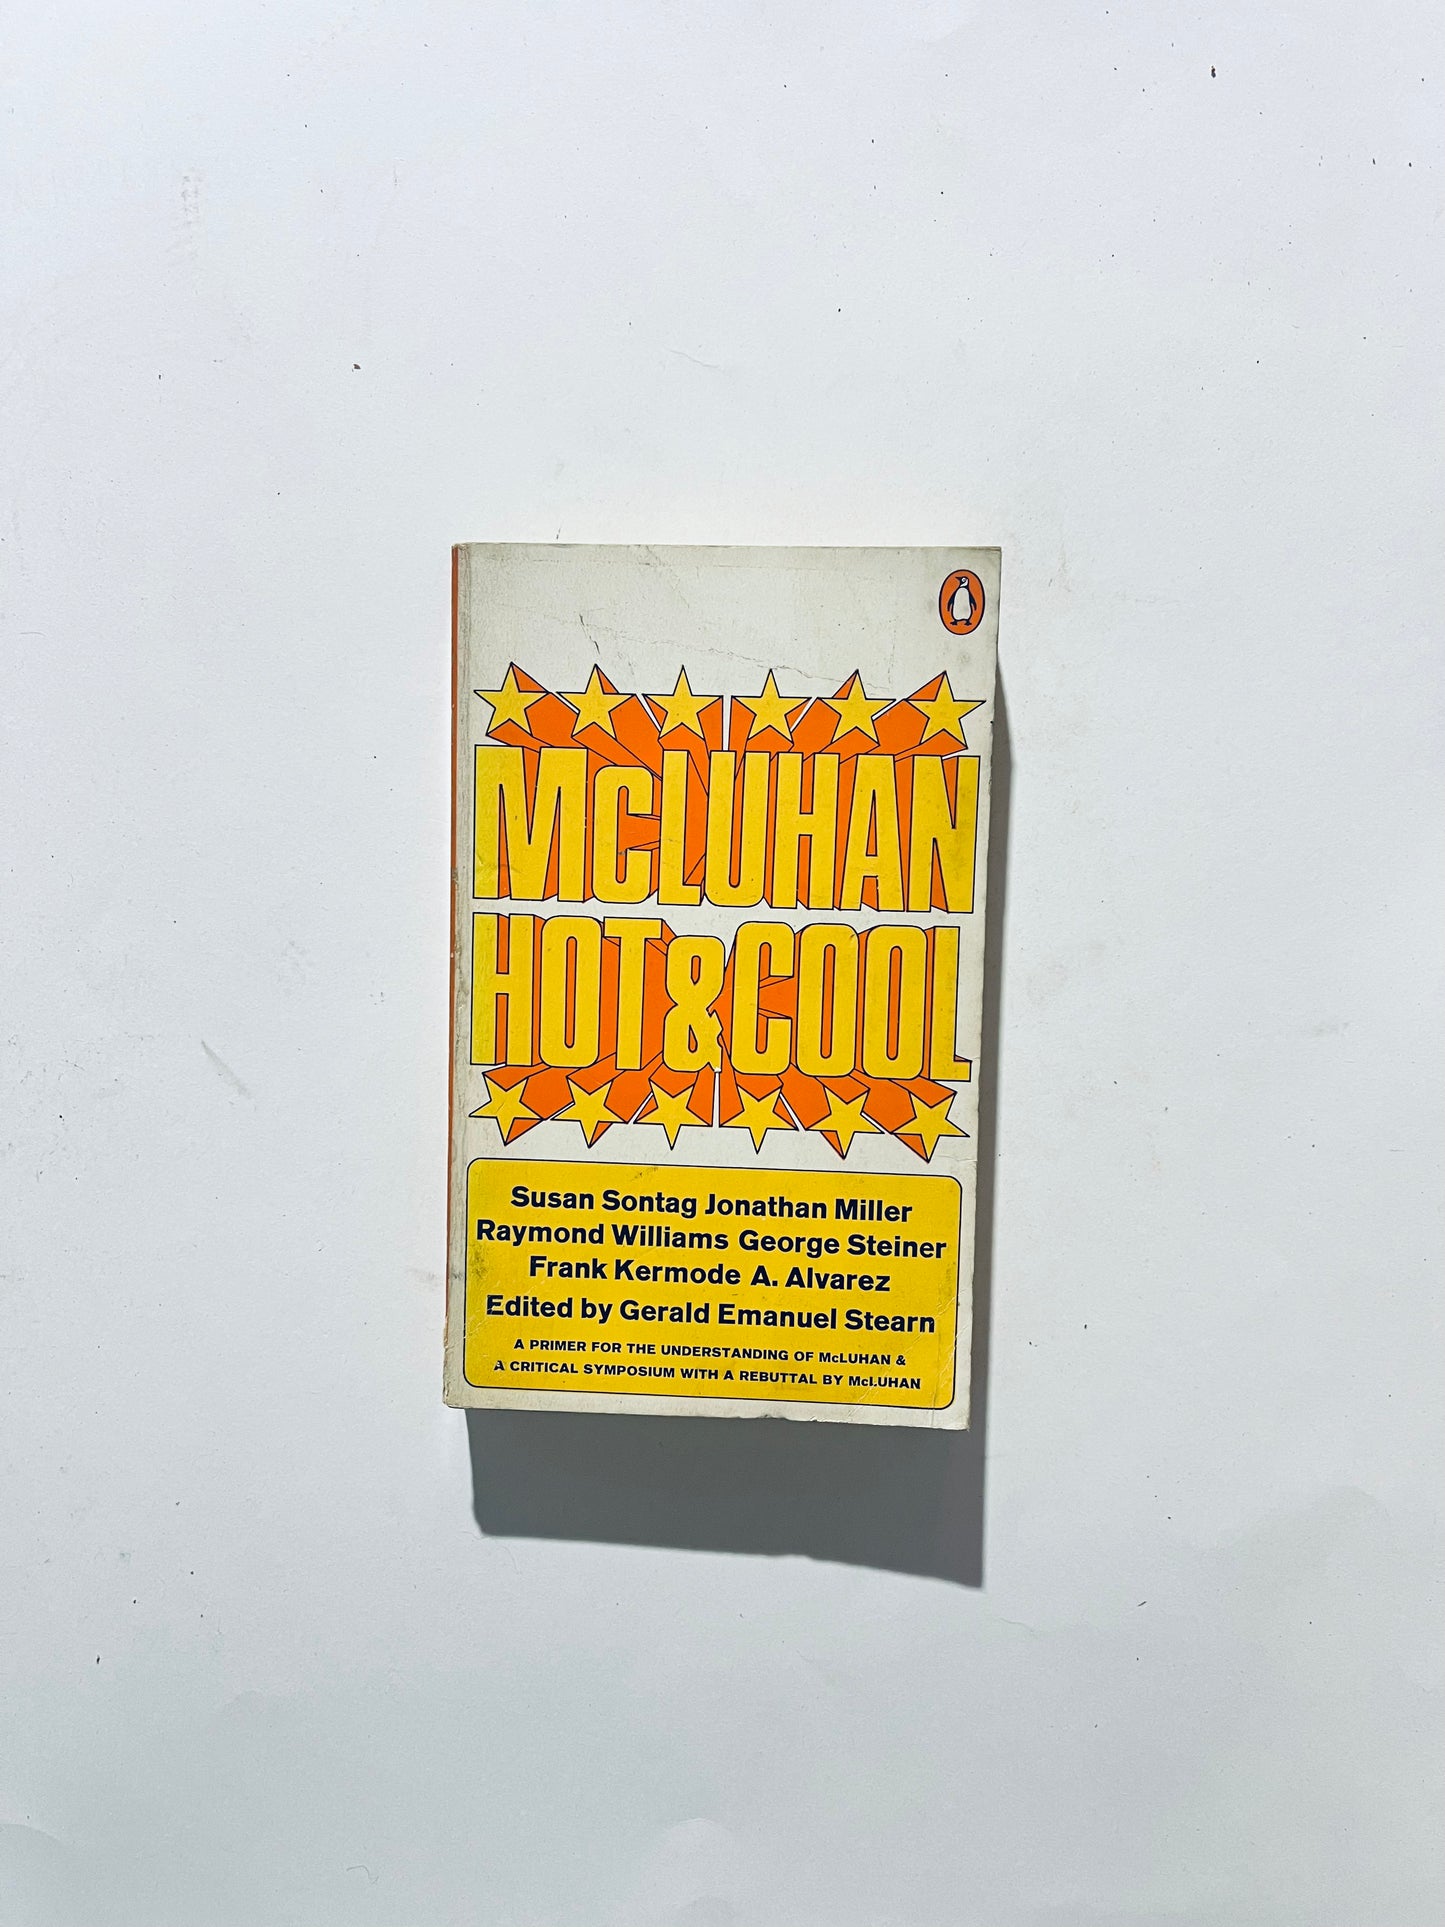 McLUHAN
HOT&COOL
Susan Sontag Jonathan Miller
Raymond Williams George Steiner
Frank Kermode A. Alvarez
Edited by Gerald Emanuel Stearn
A PRIMER FOR THE UNDERSTANDING OF McLUHAN &
A CRITICAL SYMPOSIUM WITH A REBUTTAL BY McLUHAN